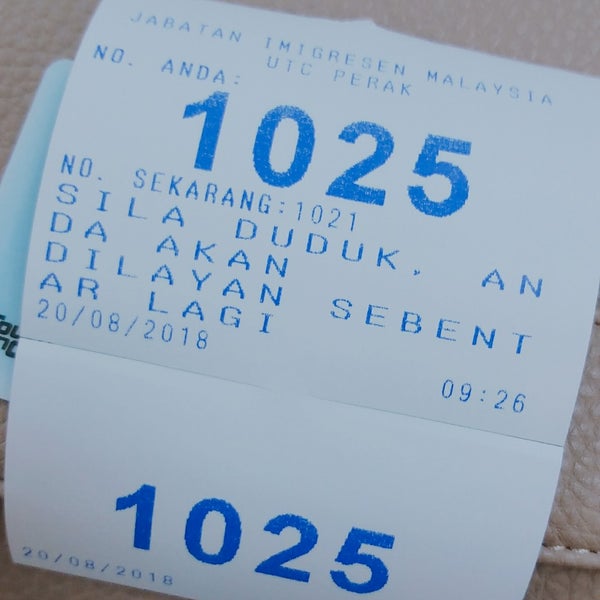 JABATAN IMIGRESEN MALAYSIA
UTC PERAK
NO. ANDA:
1025
NO. SEKARANG:1021
SILA DUDUK, AN
DA AKAN
DILAYAN SEBENT
AR LAGI
20/08/2018
09:26
1025
20/08/2018